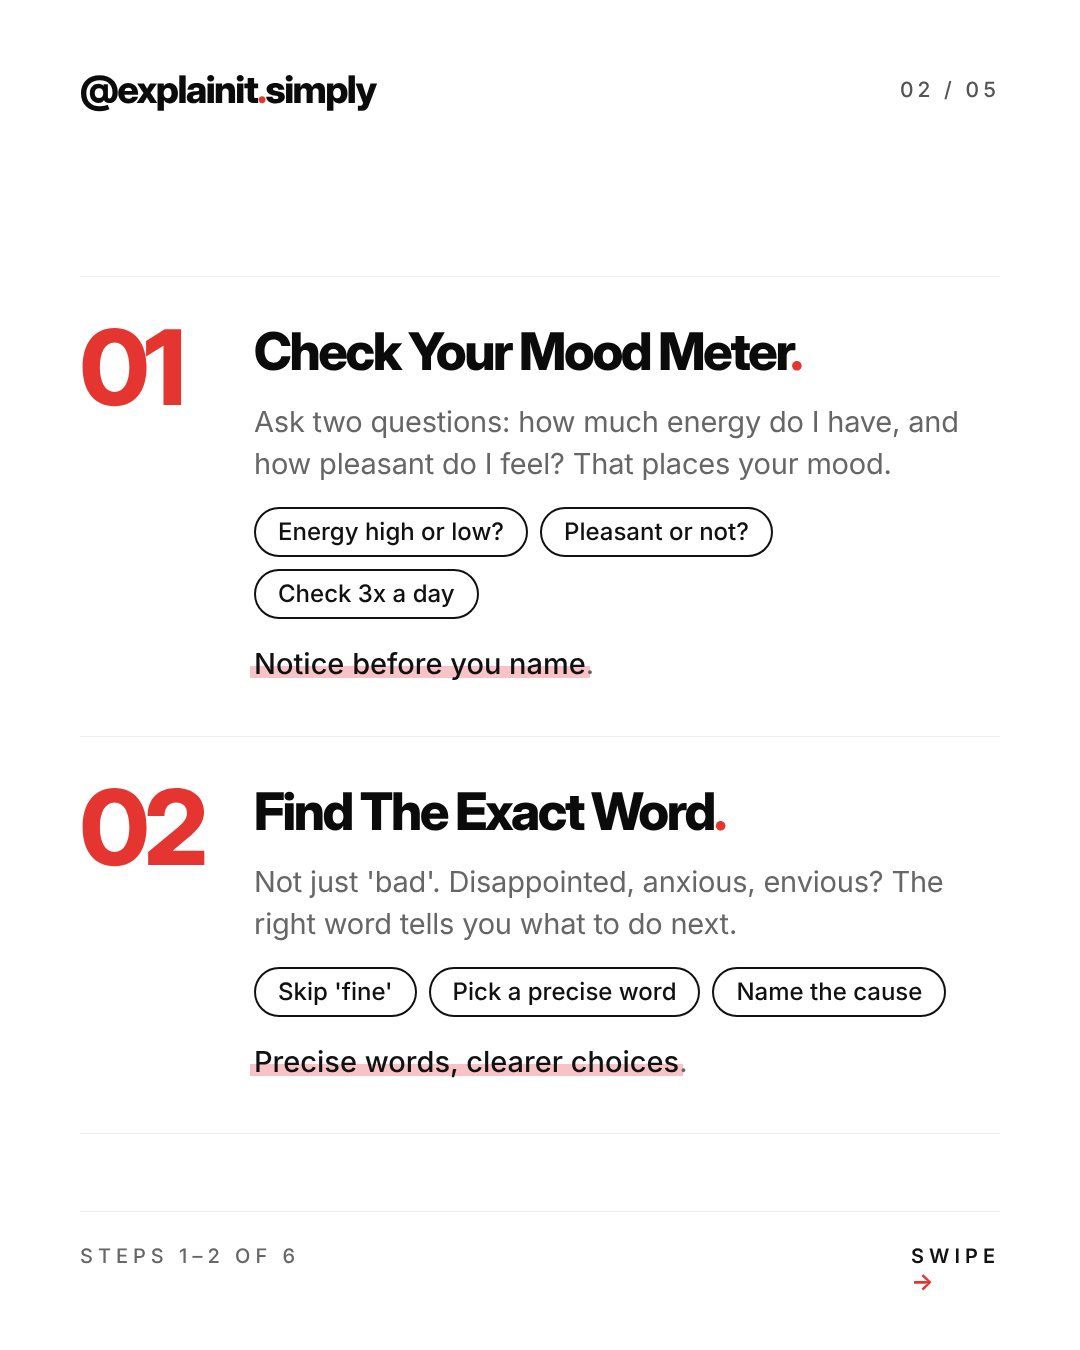 @explainit.simply
02 / 05
01
Check Your Mood Meter.
Ask two questions: how much energy do I have, and
how pleasant do I feel? That places your mood.
Energy high or low?
Pleasant or not?
Check 3x a day
Notice before you name.
02
Find The Exact Word.
Not just 'bad'. Disappointed, anxious, envious? The
right word tells you what to do next.
Skip 'fine'
Pick a precise word
Name the cause
Precise words, clearer choices.
STEPS 1–2 OF 6
SWIPE
→